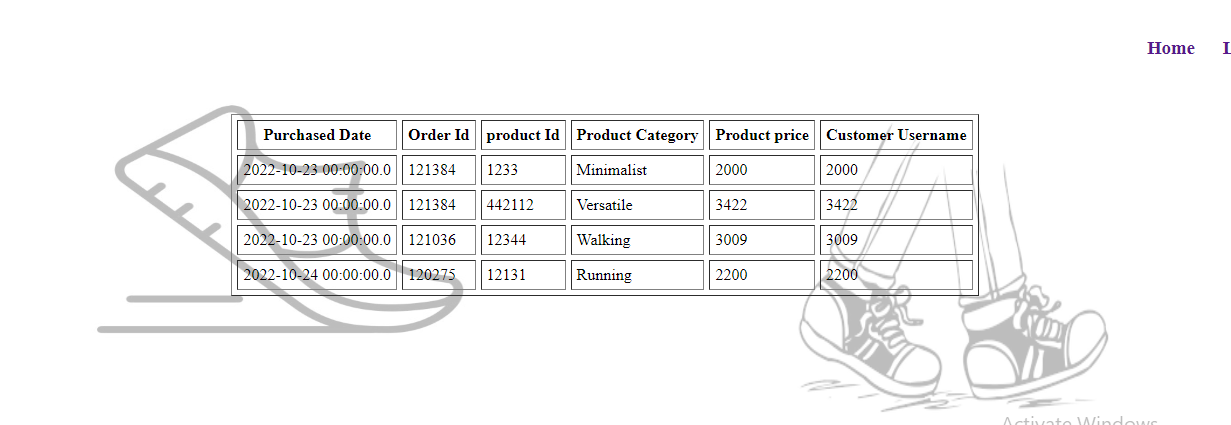 Home L
Purchased Date Order Id product Id Product Category Product price Customer Username
2022-10-23 00:00:00.0 121384 1233 Minimalist 2000 2000
2022-10-23 00:00:00.0 121384 442112 Versatile 3422 3422
2022-10-23 00:00:00.0 121036 12344 Walking 3009 3009
2022-10-24 00:00:00.0 120275 12131 Running 2200 2200
Activate Windows